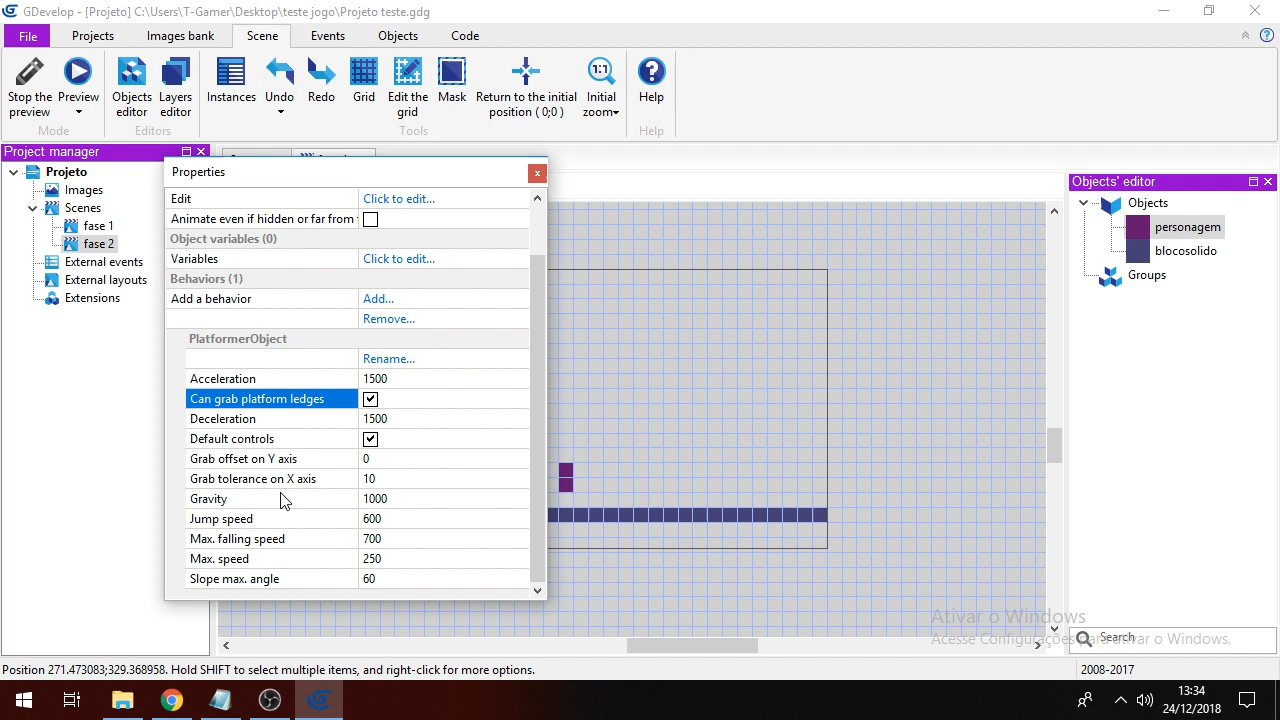 GDevelop - [Projeto] C:\Users\T-Gamer\Desktop\teste jogo\Projeto teste.gdg
File Projects Images bank Scene Events Objects Code
Stop the preview
Preview
Objects editor
Layers editor
Instances
Undo
Redo
Grid
Edit the grid
Mask
Return to the initial position ( 0;0 )
1:1
Initial zoom
Help
Mode Editors Tools Help
Project manager
Projeto
Images
Scenes
fase 1
fase 2
External events
External layouts
Extensions
Properties
Edit Click to edit...
Animate even if hidden or far from
Object variables (0)
Variables Click to edit...
Behaviors (1)
Add a behavior Add...
Remove...
PlatformerObject
Rename...
Acceleration 1500
Can grab platform ledges
Deceleration 1500
Default controls
Grab offset on Y axis 0
Grab tolerance on X axis 10
Gravity 1000
Jump speed 600
Max. falling speed 700
Max. speed 250
Slope max. angle 60
Objects' editor
Objects
personagem
blocosolido
Groups
Ativar o Windows
Acesse Configurações para ativar o Windows.
Search
Position 271.473083;329.368958. Hold SHIFT to select multiple items, and right-click for more options.
2008-2017
13:34
24/12/2018